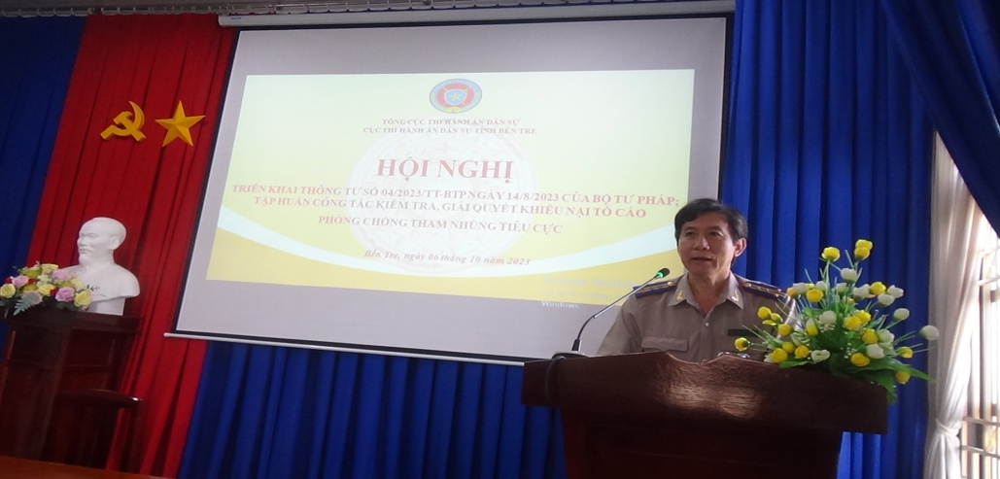 TỔNG CỤC THI HÀNH ÁN DÂN SỰ
CỤC THI HÀNH ÁN DÂN SỰ TỈNH BẾN TRE
HỘI NGHỊ
TRIỂN KHAI THÔNG TƯ SỐ 04/2023/TT-BTP NGÀY 14/8/2023 CỦA BỘ TƯ PHÁP;
TẬP HUẤN CÔNG TÁC KIỂM TRA, GIẢI QUYẾT KHIẾU NẠI TỐ CÁO
PHÒNG CHỐNG THAM NHŨNG TIÊU CỰC
Bến Tre, ngày 06 tháng 10 năm 2023
Windows